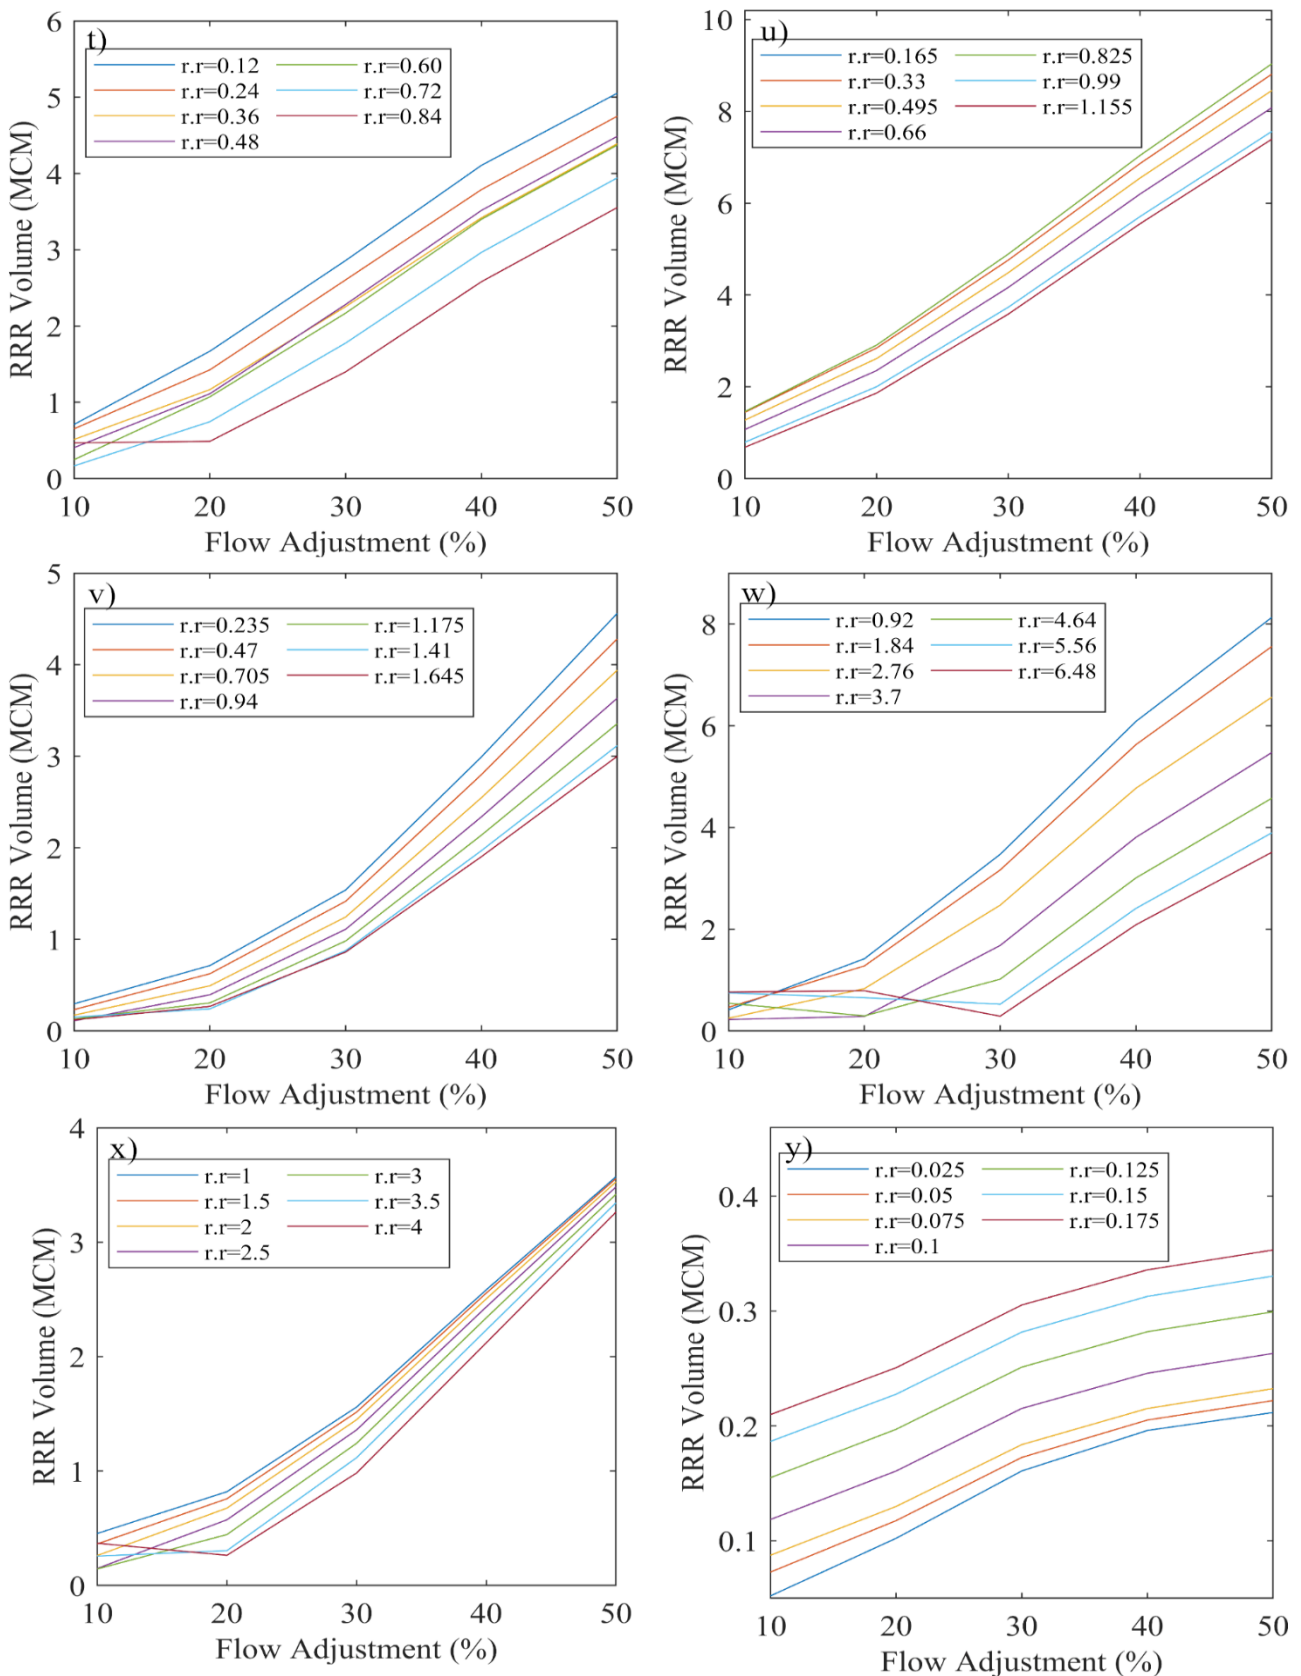 t)
r.r=0.12 r.r=0.60
r.r=0.24 r.r=0.72
r.r=0.36 r.r=0.84
r.r=0.48
6
5
4
3
2
1
0
RRR Volume (MCM)
10 20 30 40 50
Flow Adjustment (%)
u)
r.r=0.165 r.r=0.825
r.r=0.33 r.r=0.99
r.r=0.495 r.r=1.155
r.r=0.66
10
8
6
4
2
0
RRR Volume (MCM)
10 20 30 40 50
Flow Adjustment (%)
v)
r.r=0.235 r.r=1.175
r.r=0.47 r.r=1.41
r.r=0.705 r.r=1.645
r.r=0.94
5
4
3
2
1
0
RRR Volume (MCM)
10 20 30 40 50
Flow Adjustment (%)
w)
r.r=0.92 r.r=4.64
r.r=1.84 r.r=5.56
r.r=2.76 r.r=6.48
r.r=3.7
8
6
4
2
0
RRR Volume (MCM)
10 20 30 40 50
Flow Adjustment (%)
x)
r.r=1 r.r=3
r.r=1.5 r.r=3.5
r.r=2 r.r=4
r.r=2.5
4
3
2
1
0
RRR Volume (MCM)
10 20 30 40 50
Flow Adjustment (%)
y)
r.r=0.025 r.r=0.125
r.r=0.05 r.r=0.15
r.r=0.075 r.r=0.175
r.r=0.1
0.4
0.3
0.2
0.1
RRR Volume (MCM)
10 20 30 40 50
Flow Adjustment (%)